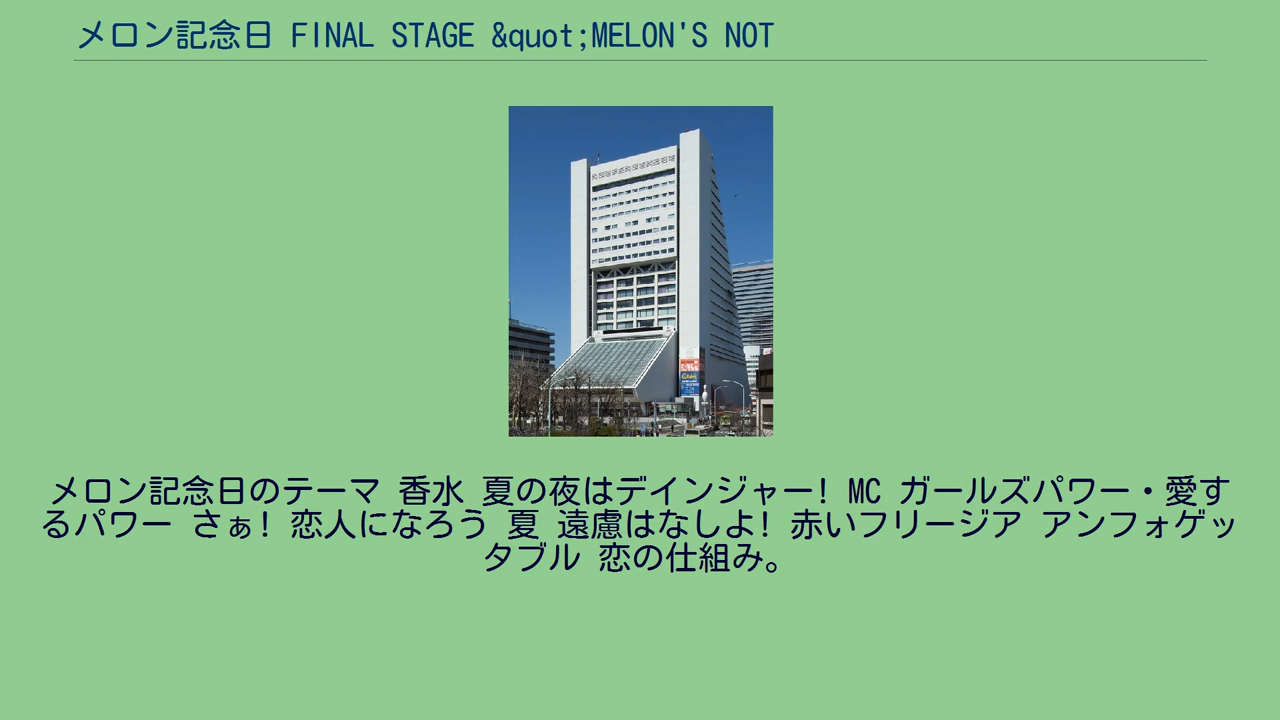 メロン記念日 FINAL STAGE &quot;MELON'S NOT
メロン記念日のテーマ 香水 夏の夜はデインジャー! MC ガールズパワー・愛す
るパワー さぁ! 恋人になろう 夏 遠慮はなしよ! 赤いフリージア アンフォゲッ
タブル 恋の仕組み。